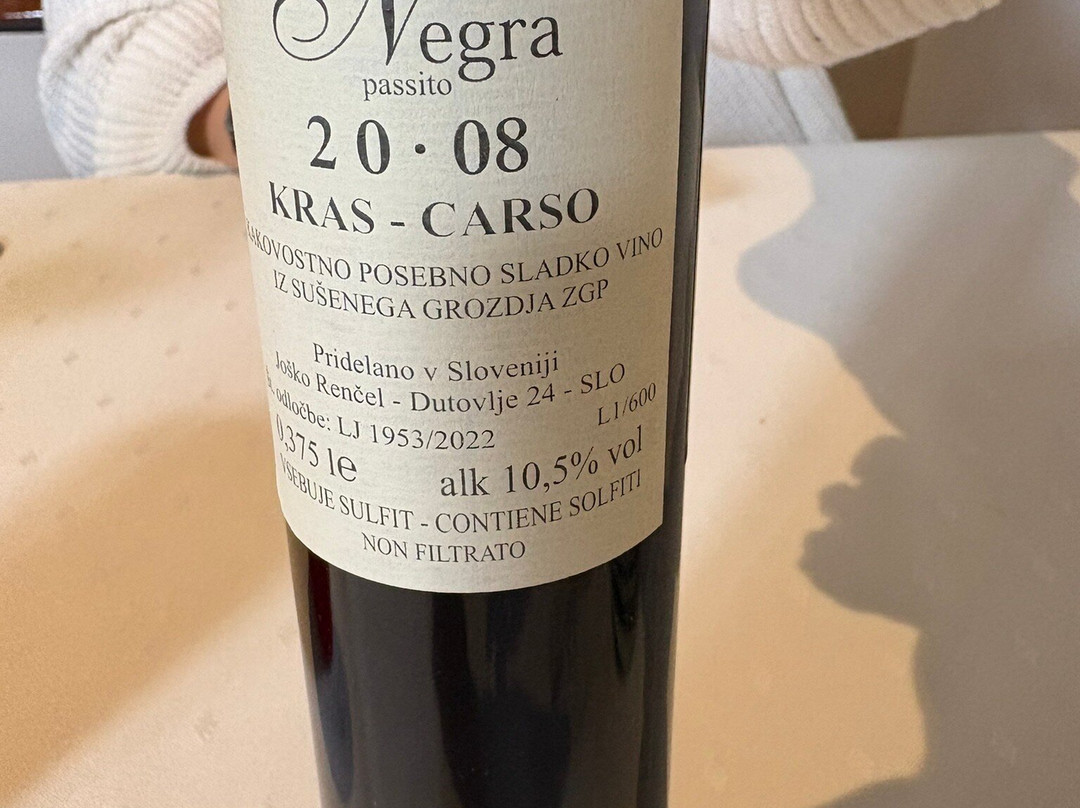 Negra
passito
20·08
KRAS - CARSO
KAKOVOSTNO POSEBNO SLADKO VINO
IZ SUŠENEGA GROZDJA ZGP
Pridelano v Sloveniji
Joško Renčel - Dutovlje 24 - SLO
odločbe: LJ 1953/2022
L1/600
0,375 le
alk 10,5% vol
VSEBUJE SULFIT - CONTIENE SOLFITI
NON FILTRATO